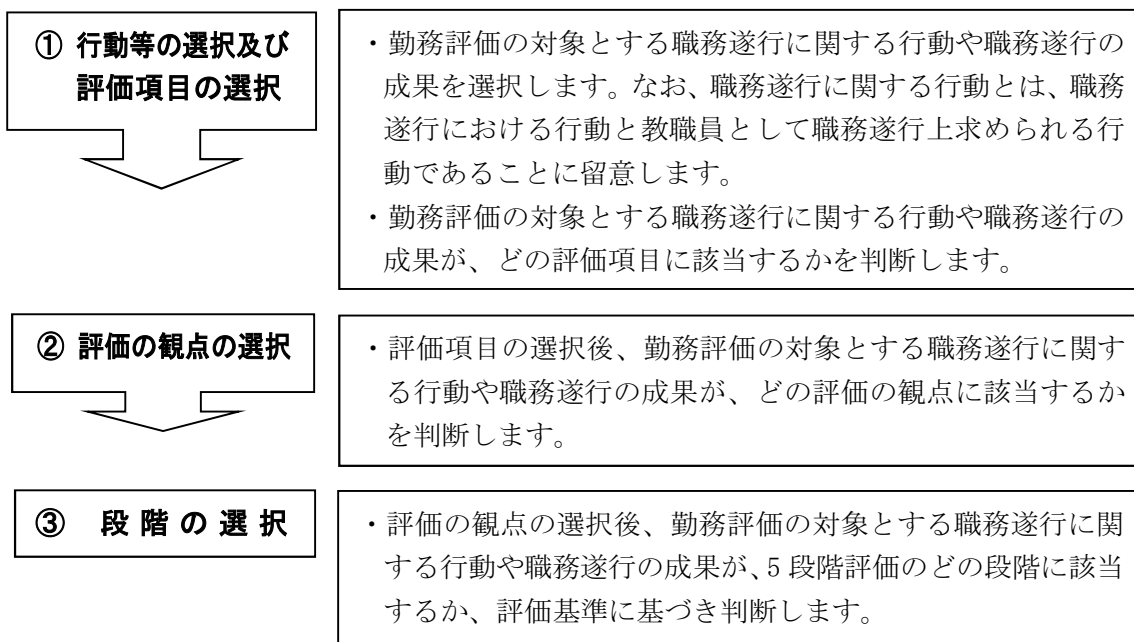 ① 行動等の選択及び
評価項目の選択
・勤務評価の対象とする職務遂行に関する行動や職務遂行の
成果を選択します。なお、職務遂行に関する行動とは、職務
遂行における行動と教職員として職務遂行上求められる行
動であることに留意します。
・勤務評価の対象とする職務遂行に関する行動や職務遂行の
成果が、どの評価項目に該当するかを判断します。
② 評価の観点の選択
・評価項目の選択後、勤務評価の対象とする職務遂行に関す
る行動や職務遂行の成果が、どの評価の観点に該当するか
を判断します。
③ 段階の選択
・評価の観点の選択後、勤務評価の対象とする職務遂行に関
する行動や職務遂行の成果が、5 段階評価のどの段階に該当
するか、評価基準に基づき判断します。